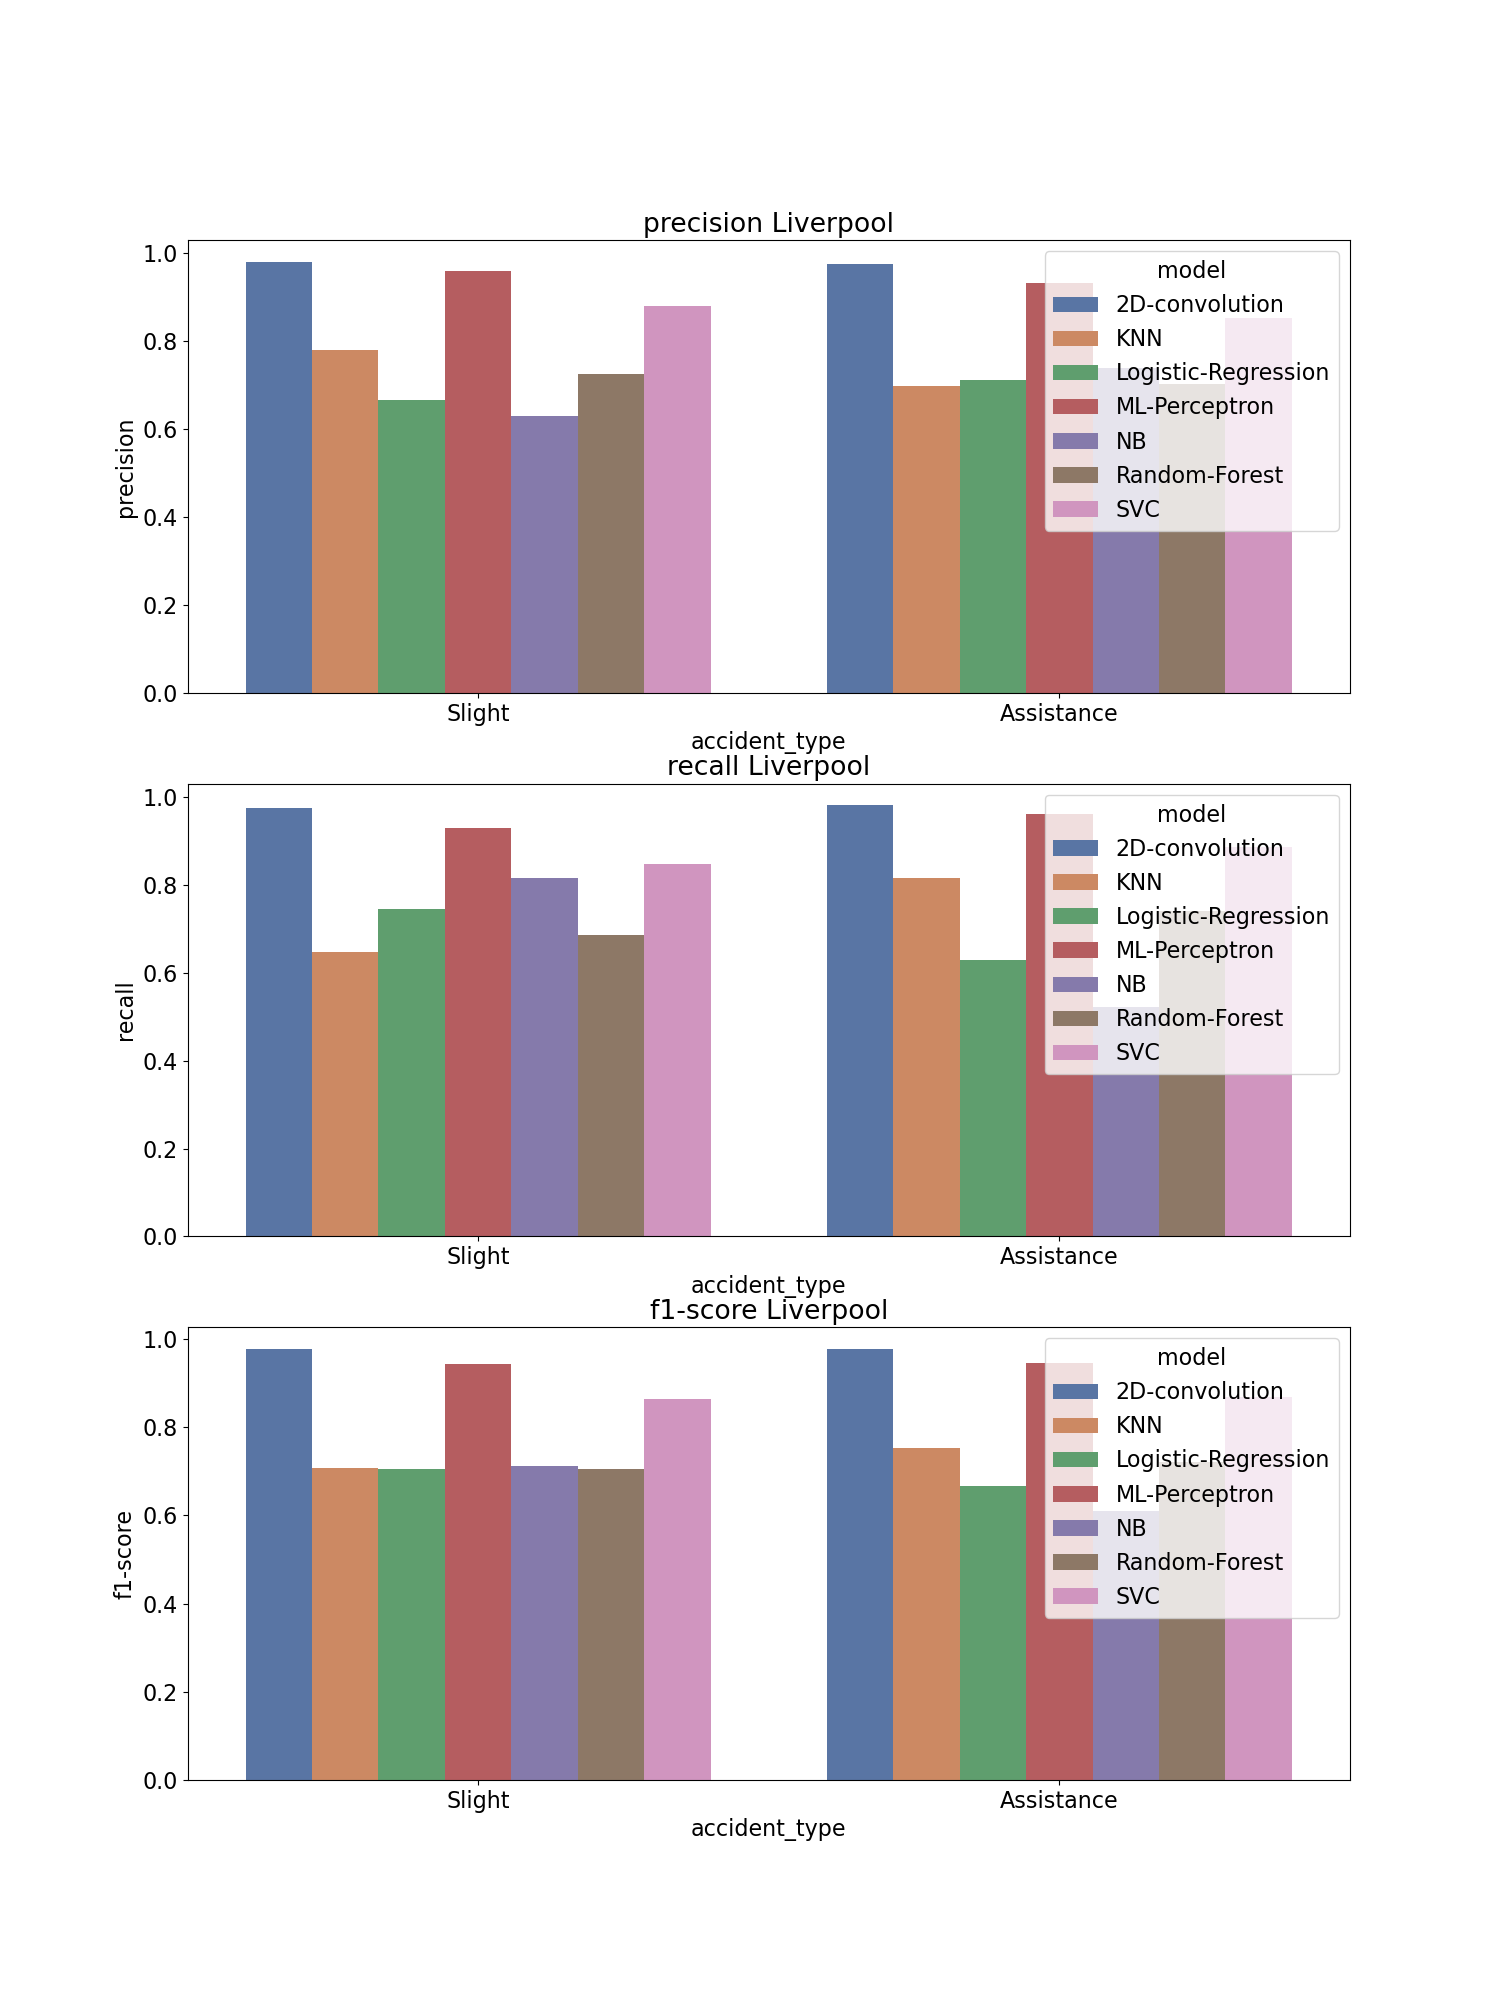 precision Liverpool
1.0
0.8
0.6
0.4
0.2
0.0
precision
model
2D-convolution
KNN
Logistic-Regression
ML-Perceptron
NB
Random-Forest
SVC
Slight Assistance
accident_type
recall Liverpool
1.0
0.8
0.6
0.4
0.2
0.0
recall
model
2D-convolution
KNN
Logistic-Regression
ML-Perceptron
NB
Random-Forest
SVC
Slight Assistance
accident_type
f1-score Liverpool
1.0
0.8
0.6
0.4
0.2
0.0
f1-score
model
2D-convolution
KNN
Logistic-Regression
ML-Perceptron
NB
Random-Forest
SVC
Slight Assistance
accident_type